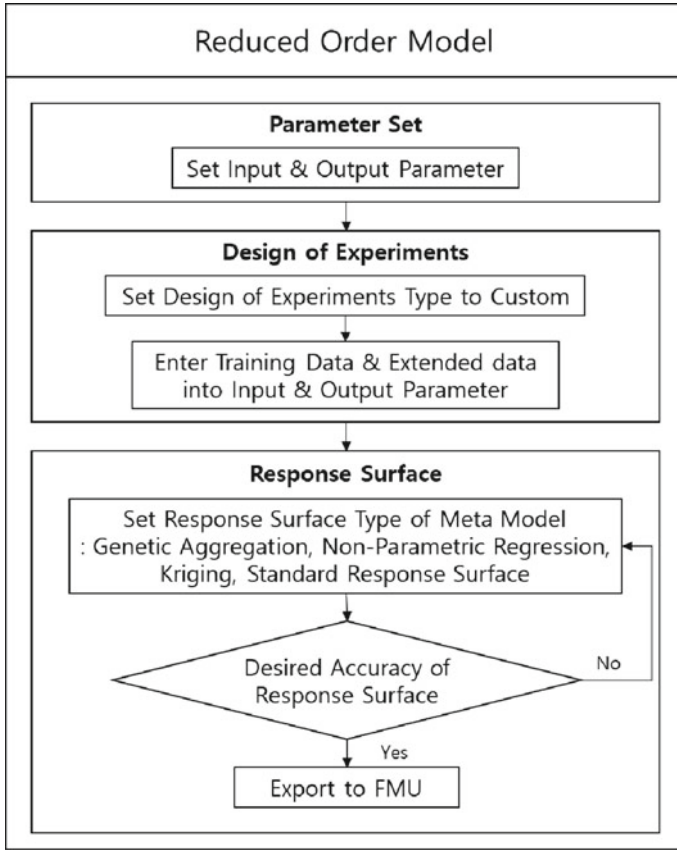 Reduced Order Model
Parameter Set
Set Input & Output Parameter
Design of Experiments
Set Design of Experiments Type to Custom
Enter Training Data & Extended data
into Input & Output Parameter
Response Surface
Set Response Surface Type of Meta Model
: Genetic Aggregation, Non-Parametric Regression,
Kriging, Standard Response Surface
Desired Accuracy of
Response Surface
No
Yes
Export to FMU